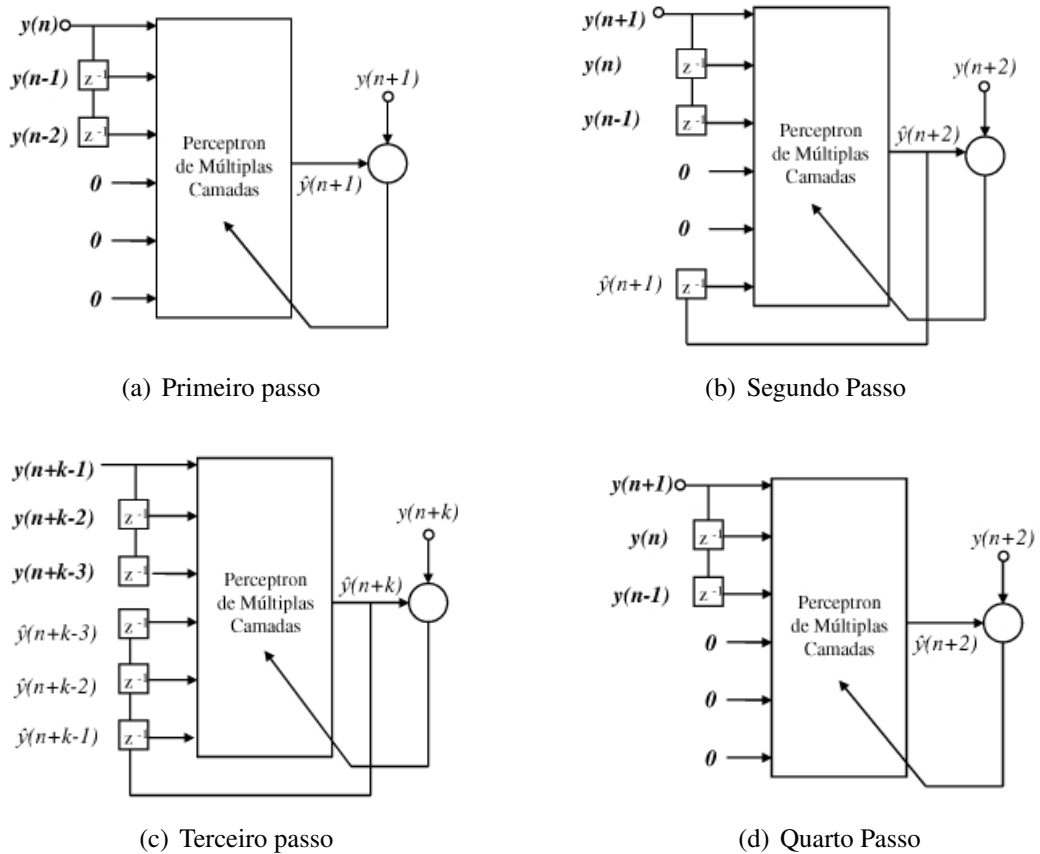 y(n)
y(n-1)
z⁻¹
y(n-2)
z⁻¹
0
0
0
Perceptron
de Múltiplas
Camadas
y(n+1)
ŷ(n+1)
(a) Primeiro passo
y(n+1)
y(n)
z⁻¹
y(n-1)
z⁻¹
0
0
ŷ(n+1)
z⁻¹
Perceptron
de Múltiplas
Camadas
y(n+2)
ŷ(n+2)
(b) Segundo Passo
y(n+k-1)
y(n+k-2)
z⁻¹
y(n+k-3)
z⁻¹
ŷ(n+k-3)
z⁻¹
ŷ(n+k-2)
z⁻¹
ŷ(n+k-1)
z⁻¹
Perceptron
de Múltiplas
Camadas
y(n+k)
ŷ(n+k)
(c) Terceiro passo
y(n+1)
y(n)
z⁻¹
y(n-1)
z⁻¹
0
0
0
Perceptron
de Múltiplas
Camadas
y(n+2)
ŷ(n+2)
(d) Quarto Passo